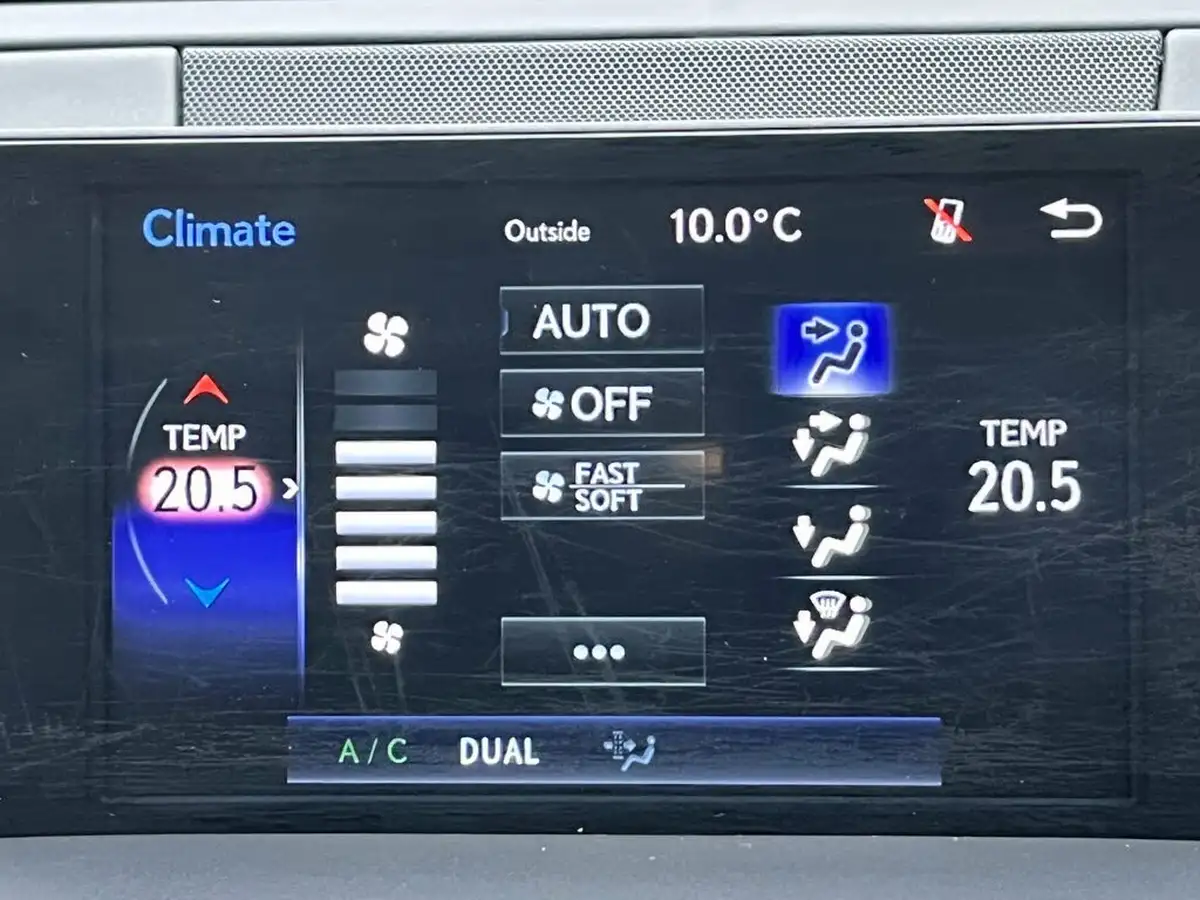 Climate
Outside 10.0°C
AUTO
OFF
TEMP
20.5
FAST
SOFT
TEMP
20.5
A/C DUAL